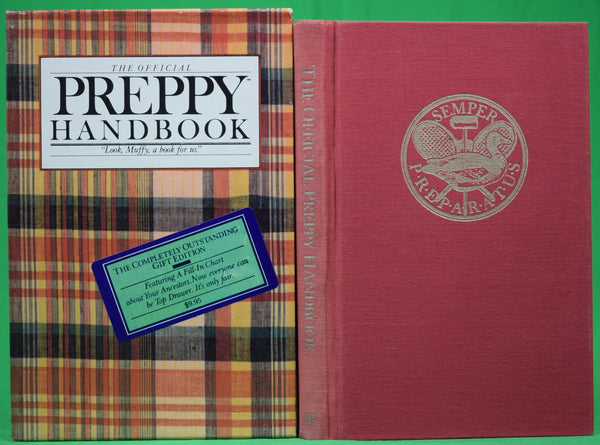 THE OFFICIAL
PREPPY™
HANDBOOK
"Look, Muffy, a book for us."
THE COMPLETELY OUTSTANDING
GIFT EDITION
Featuring A Fill-In Chart
about Your Ancestors. Now everyone can
be Top Drawer. It's only fair.
$9.95
THE OFFICIAL PREPPY HANDBOOK
SEMPER
P·R·E·P·A·R·A·T·U·S